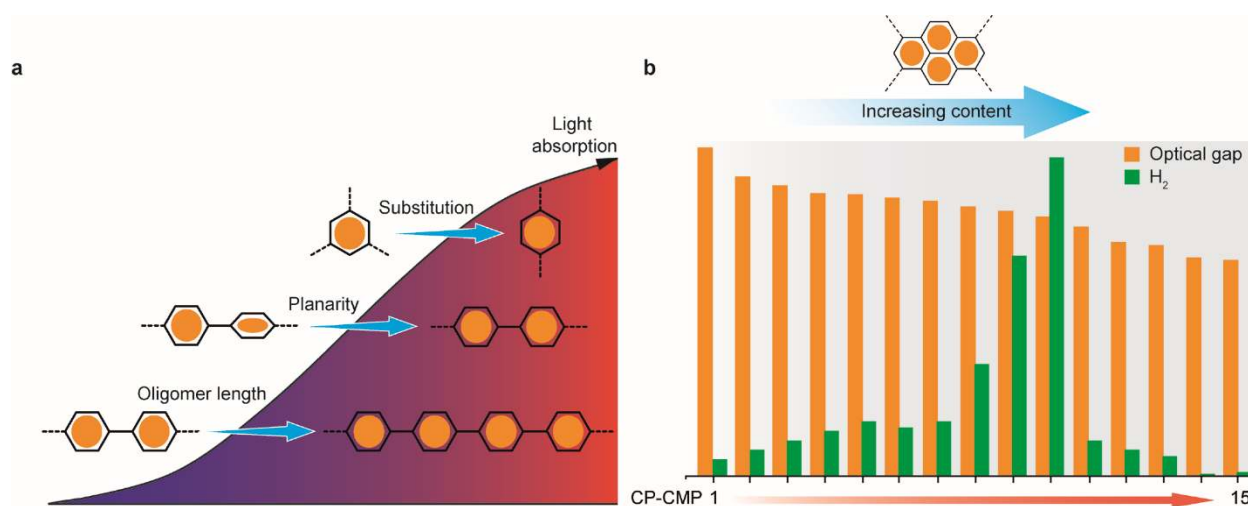 a
Light
absorption
Substitution
Planarity
Oligomer length
b
Increasing content
Optical gap
H₂
CP-CMP 1
15